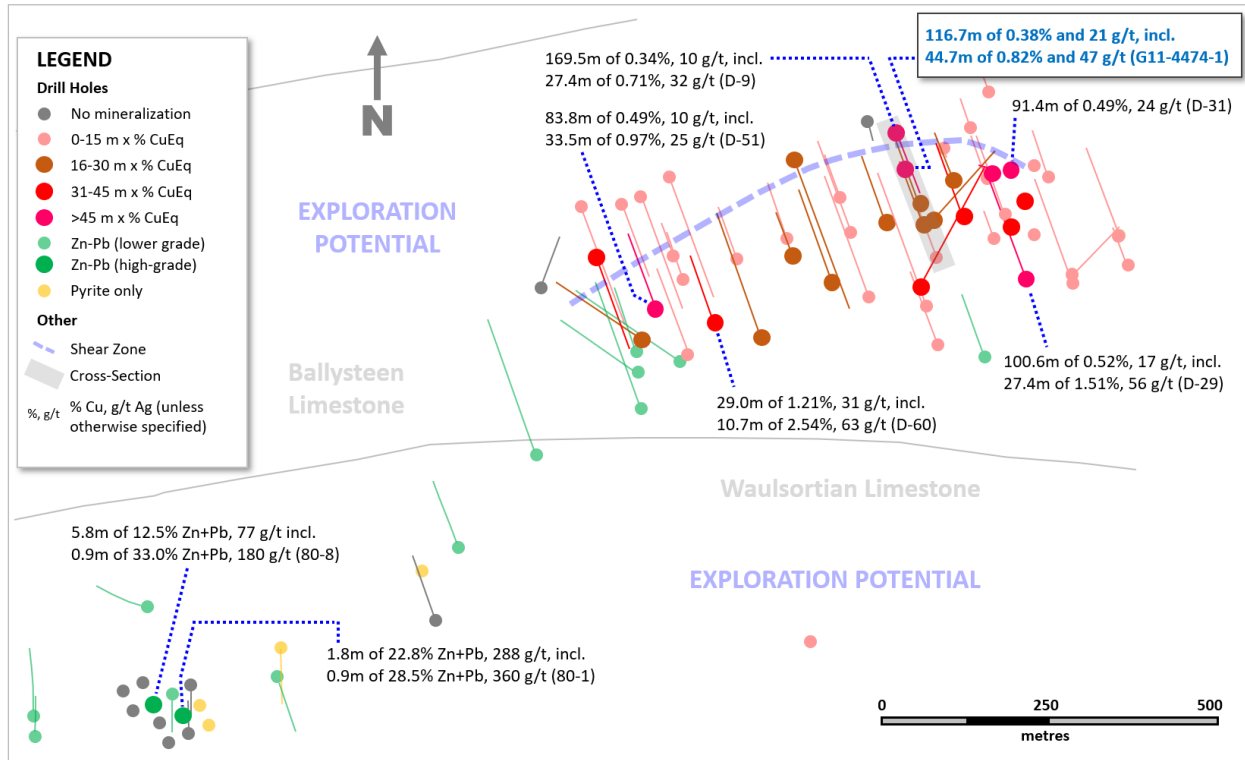 LEGEND
Drill Holes
No mineralization
0-15 m x % CuEq
16-30 m x % CuEq
31-45 m x % CuEq
>45 m x % CuEq
Zn-Pb (lower grade)
Zn-Pb (high-grade)
Pyrite only
Other
Shear Zone
Cross-Section
%, g/t
% Cu, g/t Ag (unless
otherwise specified)
N
169.5m of 0.34%, 10 g/t, incl.
27.4m of 0.71%, 32 g/t (D-9)
83.8m of 0.49%, 10 g/t, incl.
33.5m of 0.97%, 25 g/t (D-51)
116.7m of 0.38% and 21 g/t, incl.
44.7m of 0.82% and 47 g/t (G11-4474-1)
91.4m of 0.49%, 24 g/t (D-31)
EXPLORATION
POTENTIAL
Ballysteen
Limestone
29.0m of 1.21%, 31 g/t, incl.
10.7m of 2.54%, 63 g/t (D-60)
100.6m of 0.52%, 17 g/t, incl.
27.4m of 1.51%, 56 g/t (D-29)
Waulsortian Limestone
5.8m of 12.5% Zn+Pb, 77 g/t incl.
0.9m of 33.0% Zn+Pb, 180 g/t (80-8)
EXPLORATION POTENTIAL
1.8m of 22.8% Zn+Pb, 288 g/t, incl.
0.9m of 28.5% Zn+Pb, 360 g/t (80-1)
0 250 500
metres